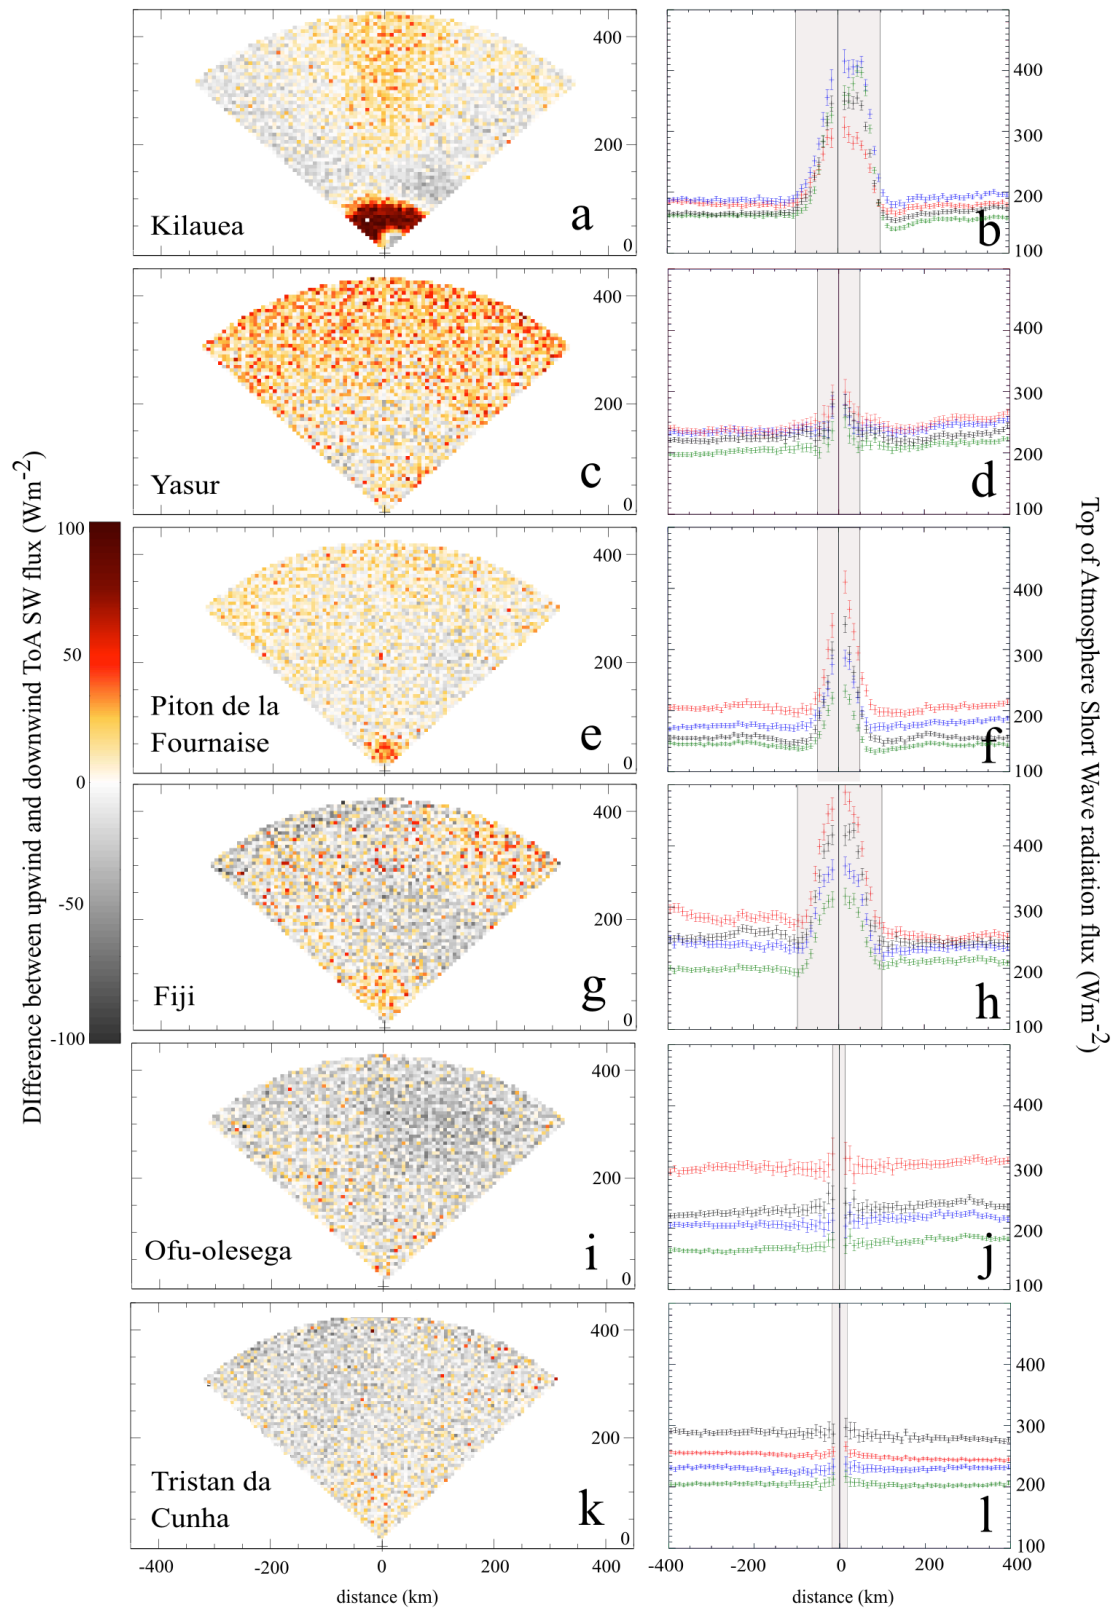 DIfference between upwind and downwind ToA SW flux (Wm-2)
100
50
0
-50
-100
Kilauea
a
400
200
0
b
400
300
200
100
Yasur
c
400
200
0
d
400
300
200
100
Piton de la
Fournaise
e
400
200
0
f
400
300
200
100
Fiji
g
400
200
0
h
400
300
200
100
Ofu-olesega
i
400
200
0
j
400
300
200
100
Tristan da
Cunha
k
400
200
0
l
400
300
200
100
-400
-200
0
200
400
distance (km)
-400
-200
0
200
400
distance (km)
Top of Atmosphere Short Wave radiation flux (Wm-2)